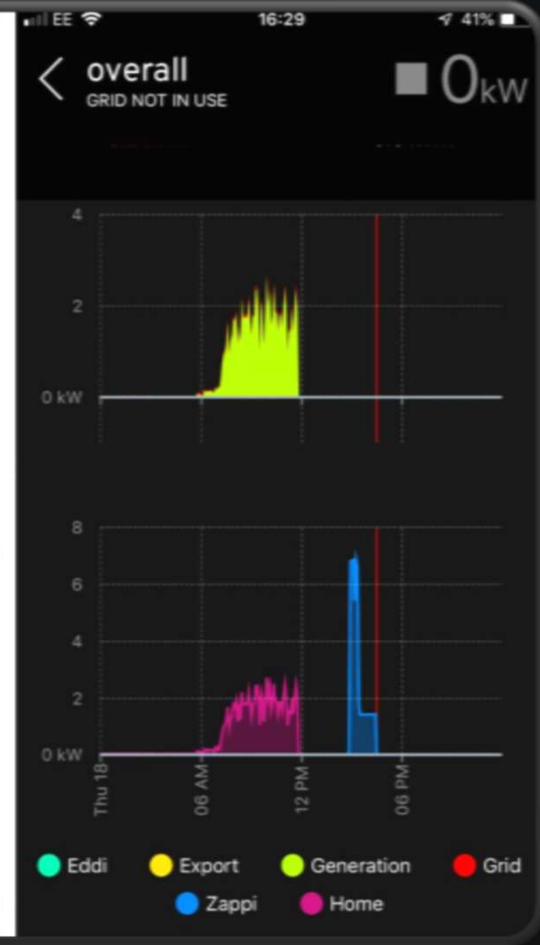 EE 16:29 41%
overall
GRID NOT IN USE
0kW
4
2
0 kW
8
6
4
2
0 kW
Thu 18
06 AM
12 PM
06 PM
Eddi Export Generation Grid
Zappi Home